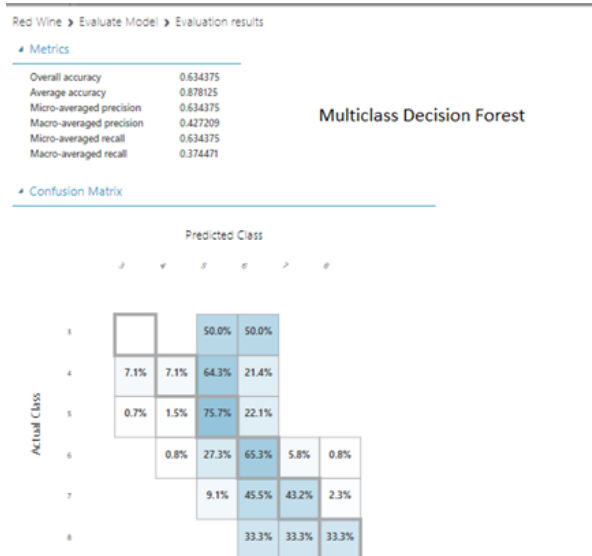 Red Wine ❯ Evaluate Model ❯ Evaluation results
Metrics
Overall accuracy 0.634375
Average accuracy 0.878125
Micro-averaged precision 0.634375
Macro-averaged precision 0.427209
Micro-averaged recall 0.634375
Macro-averaged recall 0.374471
Multiclass Decision Forest
Confusion Matrix
Predicted Class
3 4 5 6 7 8
Actual Class
3 50.0% 50.0%
4 7.1% 7.1% 64.3% 21.4%
5 0.7% 1.5% 75.7% 22.1%
6 0.8% 27.3% 65.3% 5.8% 0.8%
7 9.1% 45.5% 43.2% 2.3%
8 33.3% 33.3% 33.3%